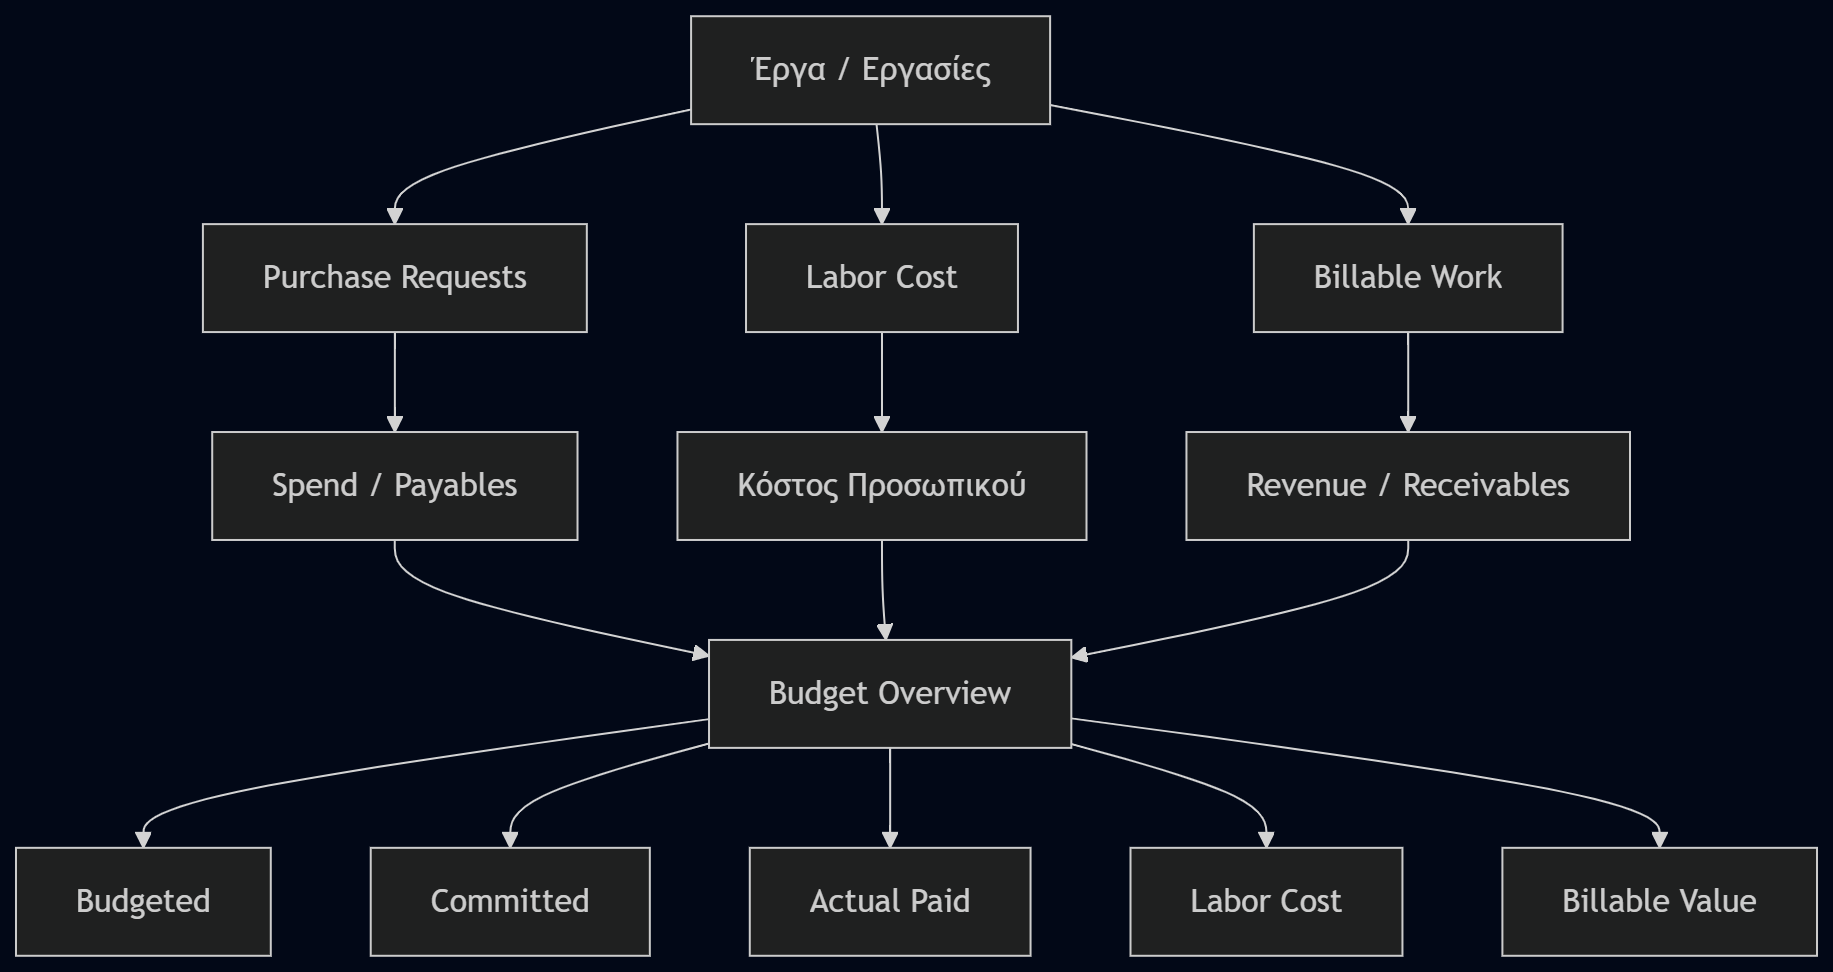 Έργα / Εργασίες
Purchase Requests
Labor Cost
Billable Work
Spend / Payables
Κόστος Προσωπικού
Revenue / Receivables
Budget Overview
Budgeted
Committed
Actual Paid
Labor Cost
Billable Value